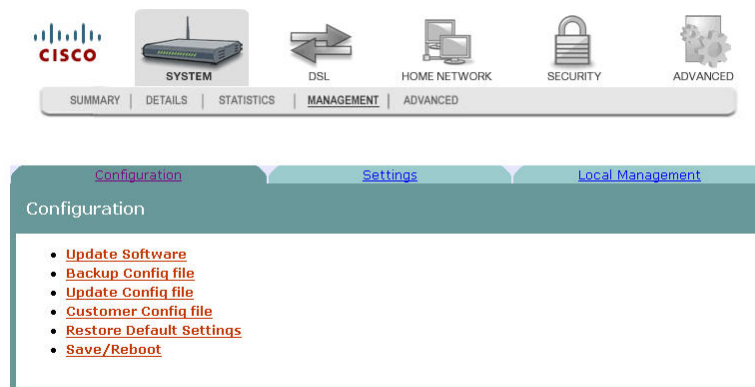 CISCO
SYSTEM DSL HOME NETWORK SECURITY ADVANCED
SUMMARY | DETAILS | STATISTICS | MANAGEMENT | ADVANCED
Configuration Settings Local Management
Configuration
• Update Software
• Backup Config file
• Update Config file
• Customer Config file
• Restore Default Settings
• Save/Reboot